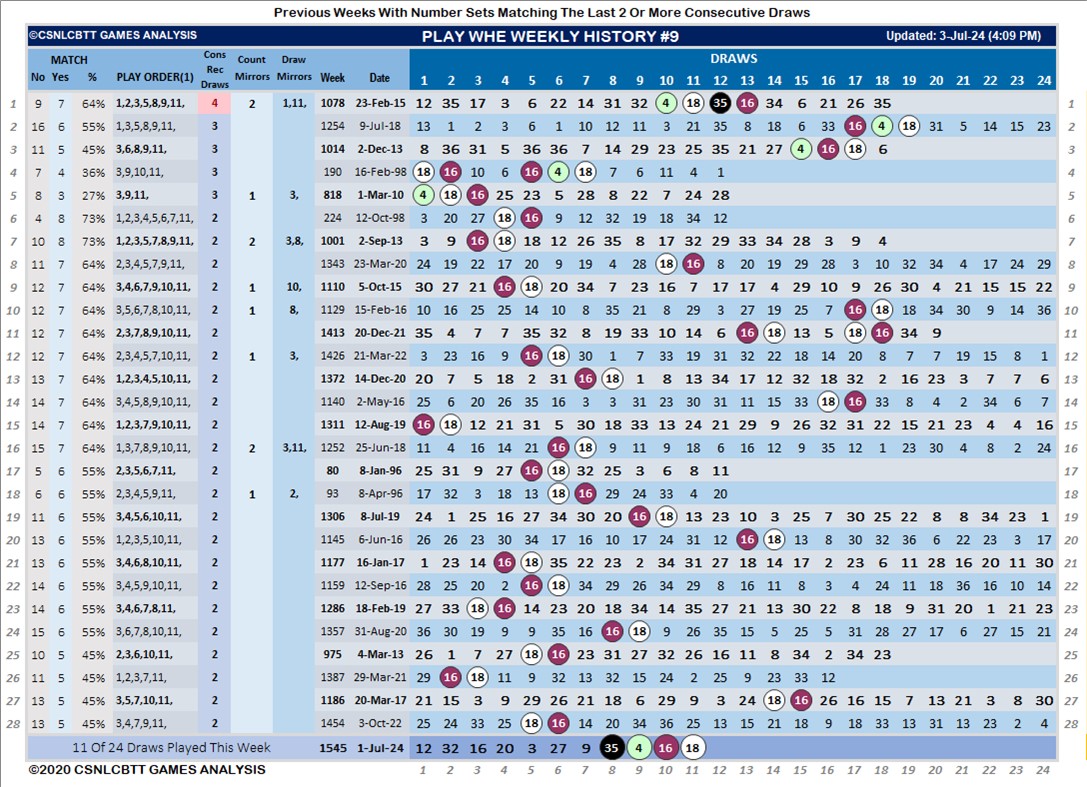 Previous Weeks With Number Sets Matching The Last 2 Or More Consecutive Draws
©CSNLCBTT GAMES ANALYSIS PLAY WHE WEEKLY HISTORY #9 Updated: 3-Jul-24 (4:09 PM)
MATCH Cons Rec Draws Count Mirrors Draw Mirrors DRAWS
No Yes % PLAY ORDER(1) Week Date 1 2 3 4 5 6 7 8 9 10 11 12 13 14 15 16 17 18 19 20 21 22 23 24
1 9 7 64% 1,2,3,5,8,9,11, 4 2 1,11, 1078 23-Feb-15 12 35 17 3 6 22 14 31 32 4 18 35 16 34 6 21 26 35 1
2 16 6 55% 1,3,5,8,9,11, 3 1254 9-Jul-18 13 1 2 3 6 1 10 12 11 3 21 35 8 18 6 33 16 4 18 31 5 14 15 23 2
3 11 5 45% 3,6,8,9,11, 3 1014 2-Dec-13 8 36 31 5 36 36 7 14 29 23 25 35 21 27 4 16 18 6 3
4 7 4 36% 3,9,10,11, 3 190 16-Feb-98 18 16 10 6 16 4 18 7 6 11 4 1 4
5 8 3 27% 3,9,11, 3 1 3, 818 1-Mar-10 4 18 16 25 23 5 28 8 22 7 24 28 5
6 4 8 73% 1,2,3,4,5,6,7,11, 2 224 12-Oct-98 3 20 27 18 16 9 12 32 19 18 34 12 6
7 10 8 73% 1,2,3,5,7,8,9,11, 2 2 3,8, 1001 2-Sep-13 3 9 16 18 18 12 26 35 8 17 32 29 33 34 28 3 9 4 7
8 11 7 64% 2,3,4,5,7,9,11, 2 1343 23-Mar-20 24 19 22 17 20 9 19 4 28 18 16 8 20 19 29 28 3 10 32 34 4 17 24 29 8
9 12 7 64% 3,4,6,7,9,10,11, 2 1 10, 1110 5-Oct-15 30 27 21 16 18 20 34 7 23 16 7 17 17 4 29 10 9 26 30 4 21 15 15 22 9
10 12 7 64% 3,5,6,7,8,10,11, 2 1 8, 1129 15-Feb-16 10 16 25 25 14 10 8 35 21 8 29 3 27 19 25 7 16 18 18 34 30 9 14 36 10
11 12 7 64% 2,3,7,8,9,10,11, 2 1413 20-Dec-21 35 4 7 7 35 32 8 19 33 10 14 6 16 18 13 5 18 16 34 9 11
12 12 7 64% 2,3,4,5,7,10,11, 2 1 3, 1426 21-Mar-22 3 23 16 9 16 18 30 1 7 33 19 31 32 22 18 14 20 8 7 7 19 15 8 1 12
13 13 7 64% 1,2,3,4,5,10,11, 2 1372 14-Dec-20 20 7 5 18 2 31 16 18 1 8 13 34 17 12 32 18 32 2 16 23 3 7 7 6 13
14 14 7 64% 3,4,5,8,9,10,11, 2 1140 2-May-16 25 6 20 26 35 16 3 3 31 23 30 31 11 15 33 18 16 33 8 4 2 34 6 7 14
15 14 7 64% 1,2,3,7,9,10,11, 2 1311 12-Aug-19 16 18 12 21 31 5 30 18 33 13 24 21 29 9 26 32 31 22 15 21 23 4 4 16 15
16 15 7 64% 1,3,7,8,9,10,11, 2 2 3,11, 1252 25-Jun-18 11 4 16 14 21 16 18 9 11 9 18 6 16 12 9 35 12 1 23 30 4 8 2 24 16
17 5 6 55% 2,3,5,6,7,11, 2 80 8-Jan-96 25 31 9 27 16 18 32 25 3 6 8 11 17
18 6 6 55% 2,3,4,5,9,11, 2 1 2, 93 8-Apr-96 17 32 3 18 13 18 16 29 24 33 4 20 18
19 11 6 55% 3,4,5,6,10,11, 2 1306 8-Jul-19 24 1 25 16 27 34 30 20 16 18 13 23 10 3 25 7 30 25 22 8 8 34 23 1 19
20 13 6 55% 1,2,3,5,10,11, 2 1145 6-Jun-16 26 26 23 30 34 17 16 10 17 24 31 12 16 18 13 8 30 32 36 6 22 23 3 17 20
21 13 6 55% 3,4,6,8,10,11, 2 1177 16-Jan-17 1 23 14 16 18 35 22 23 2 34 31 27 18 14 17 2 23 6 11 28 16 20 11 30 21
22 14 6 55% 3,4,5,9,10,11, 2 1159 12-Sep-16 28 25 20 2 16 18 34 29 26 34 29 8 16 11 8 3 4 24 11 18 36 16 10 14 22
23 14 6 55% 3,4,6,7,8,11, 2 1286 18-Feb-19 27 33 18 16 14 23 20 18 34 14 35 27 21 13 30 22 8 18 9 31 20 1 21 23 23
24 15 6 55% 3,6,7,8,10,11, 2 1357 31-Aug-20 36 30 19 9 9 35 16 16 18 9 26 35 15 5 25 5 31 28 27 17 6 27 15 21 24
25 10 5 45% 2,3,6,10,11, 2 975 4-Mar-13 26 1 7 27 18 16 23 31 27 32 26 16 11 8 34 2 34 23 25
26 11 5 45% 1,2,3,7,11, 2 1387 29-Mar-21 29 16 18 11 9 32 13 32 15 24 2 25 9 23 33 12 26
27 13 5 45% 3,5,7,10,11, 2 1186 20-Mar-17 21 15 3 9 29 26 21 18 6 29 9 3 24 18 16 27 16 15 7 13 21 3 8 30 27
28 13 5 45% 3,4,7,9,11, 2 1454 3-Oct-22 25 24 33 25 18 16 14 20 34 36 25 13 15 21 18 9 18 33 13 31 13 23 2 4 28
11 Of 24 Draws Played This Week 1545 1-Jul-24 12 32 16 20 3 27 9 35 4 16 18
©2020 CSNLCBTT GAMES ANALYSIS 1 2 3 4 5 6 7 8 9 10 11 12 13 14 15 16 17 18 19 20 21 22 23 24